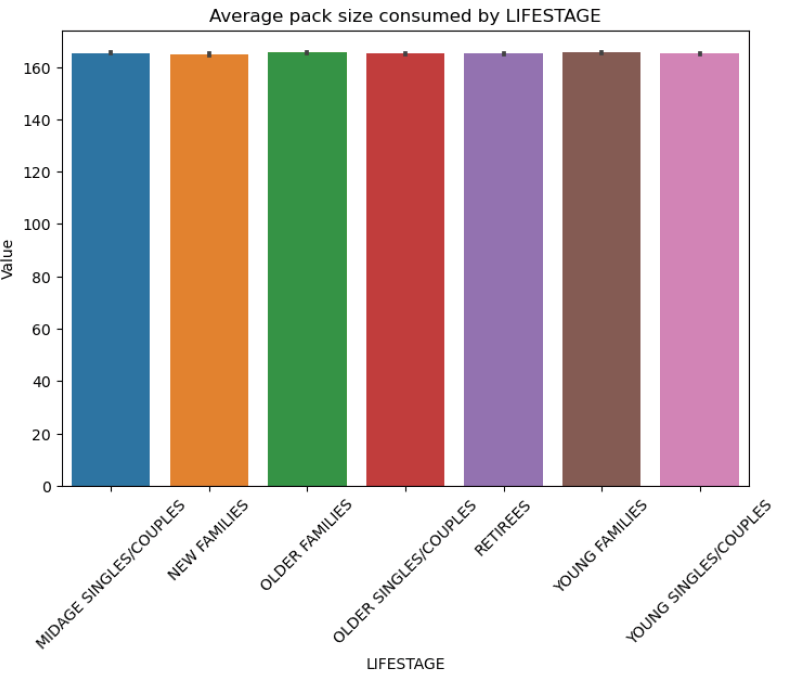 Average pack size consumed by LIFESTAGE
160
140
120
100
80
60
40
20
0
Value
MIDAGE SINGLES/COUPLES
NEW FAMILIES
OLDER FAMILIES
OLDER SINGLES/COUPLES
RETIREES
YOUNG FAMILIES
YOUNG SINGLES/COUPLES
LIFESTAGE